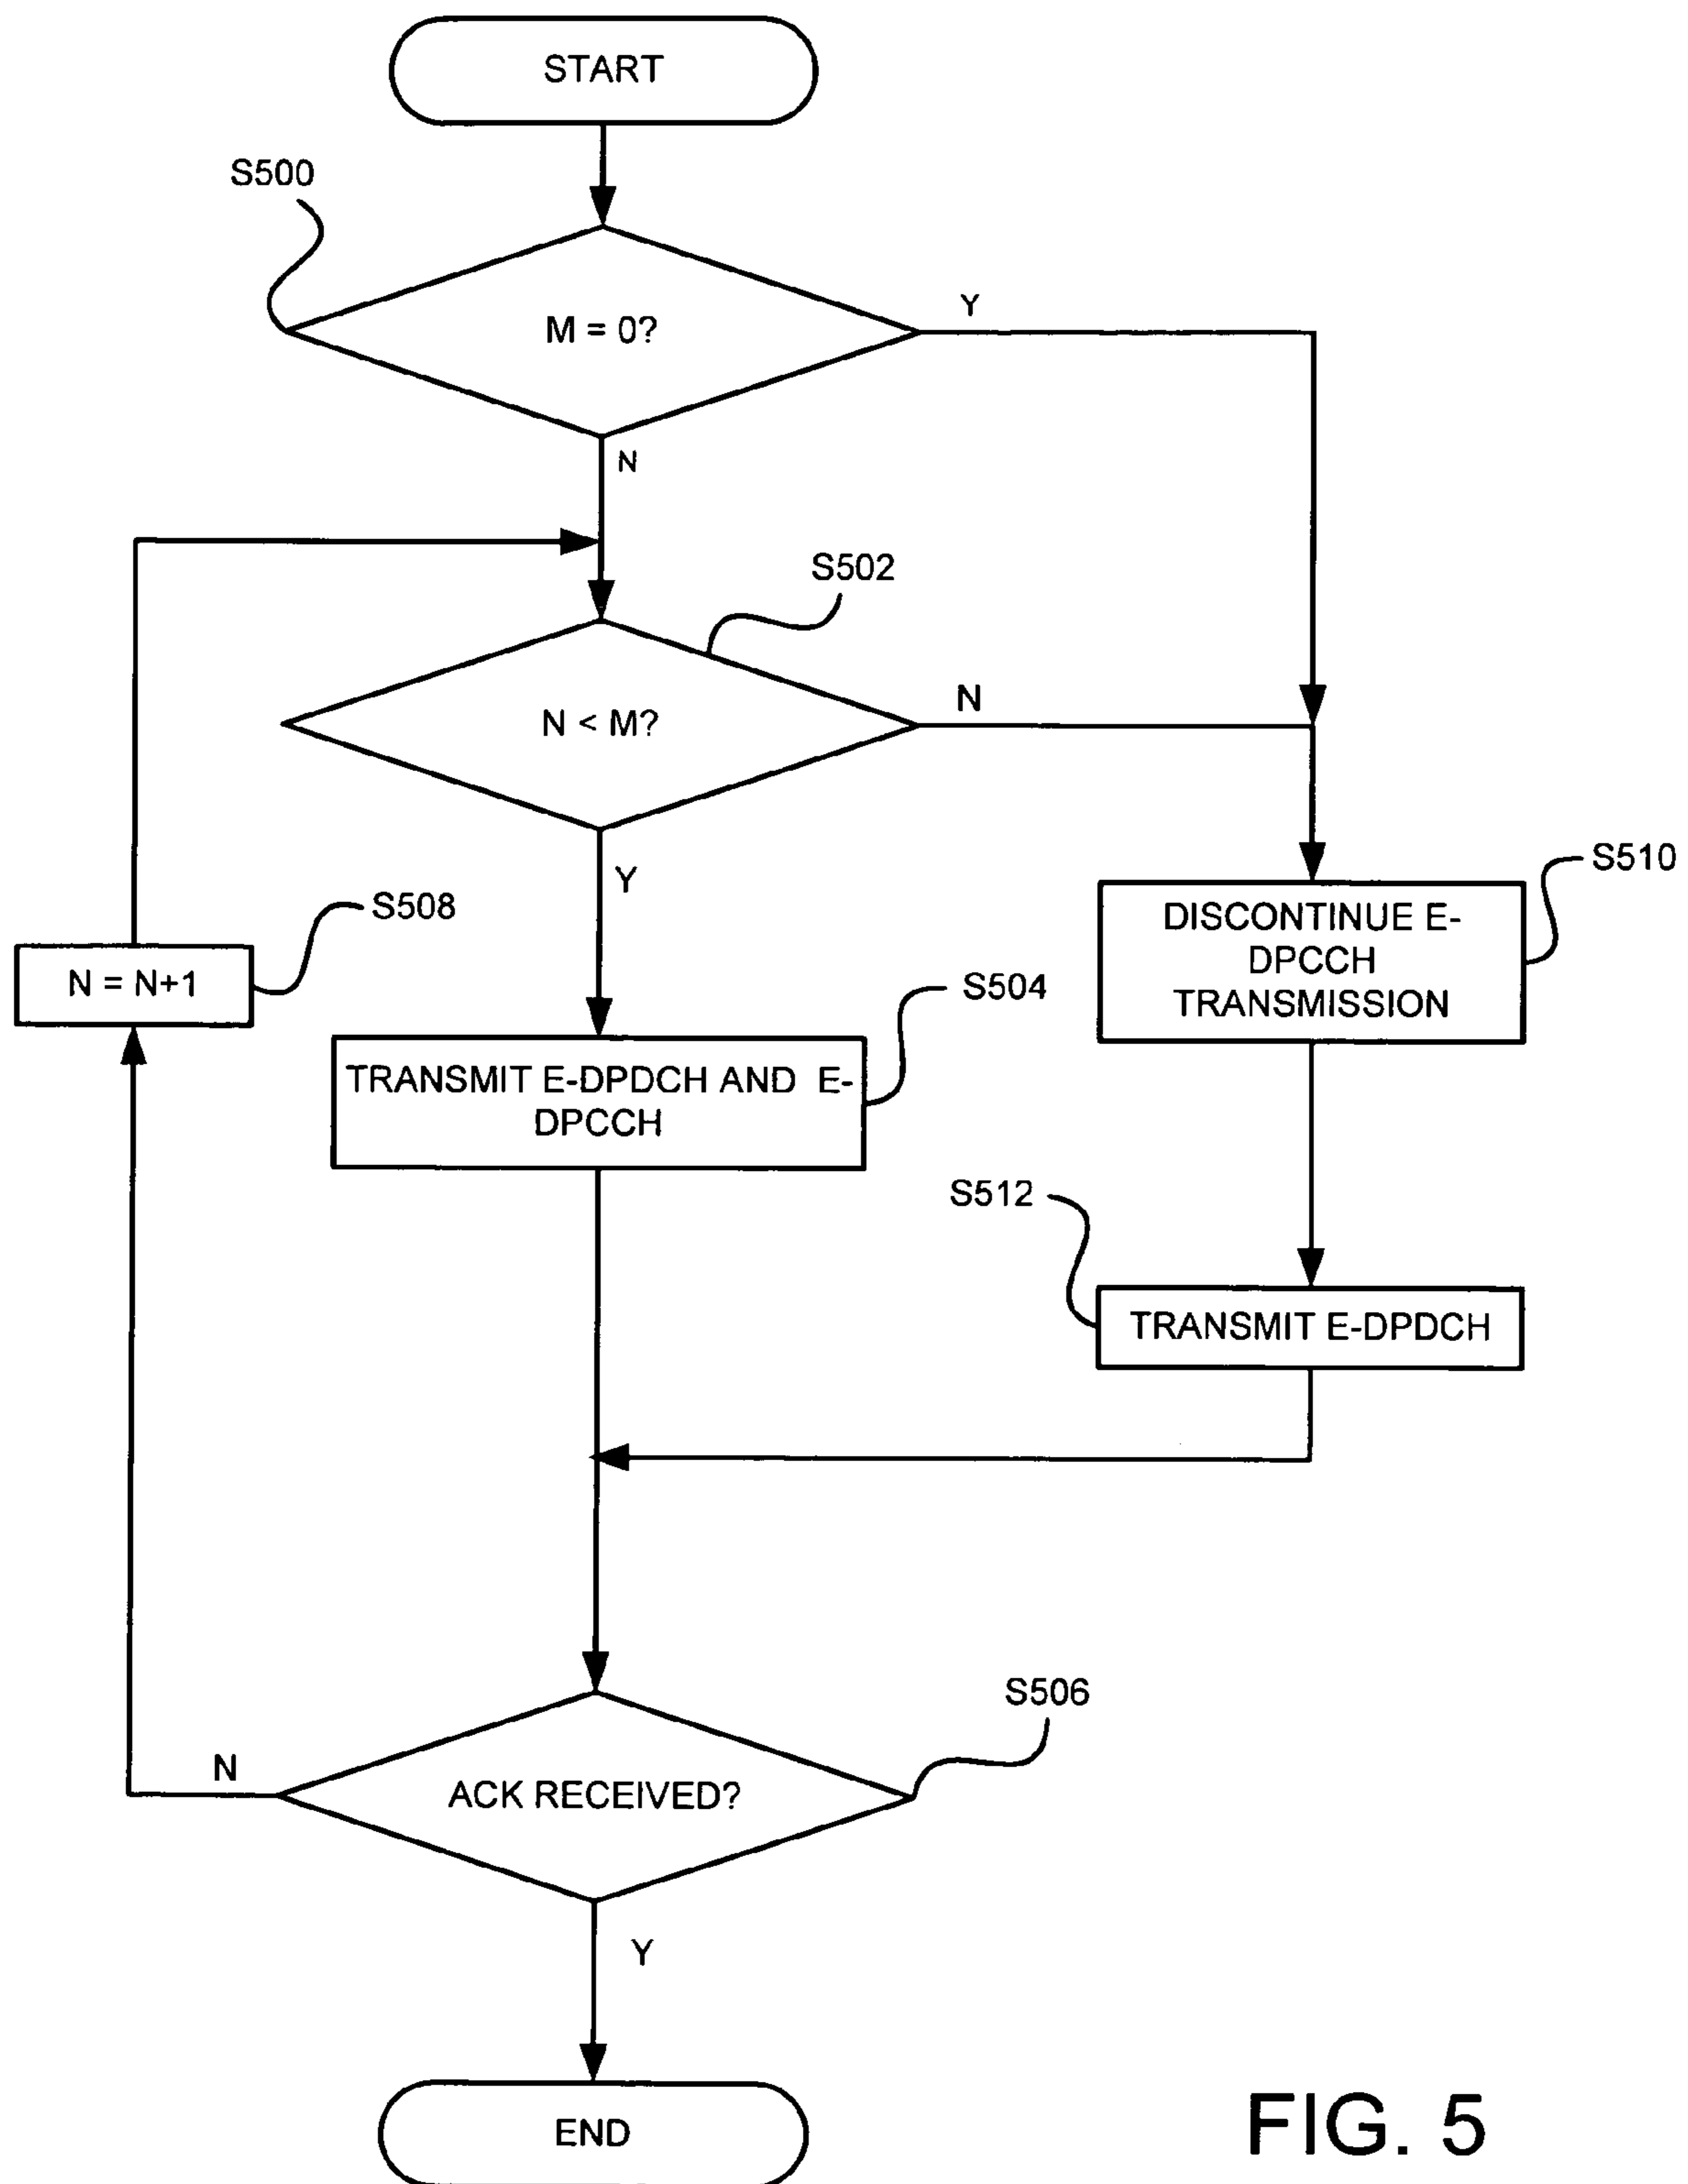 START
S500
M = 0?
Y
N
S502
N < M?
N
Y
S510
DISCONTINUE E-
DPCCH
TRANSMISSION
S508
N = N+1
S504
TRANSMIT E-DPDCH AND E-
DPCCH
S512
TRANSMIT E-DPDCH
S506
N
ACK RECEIVED?
Y
END
FIG. 5